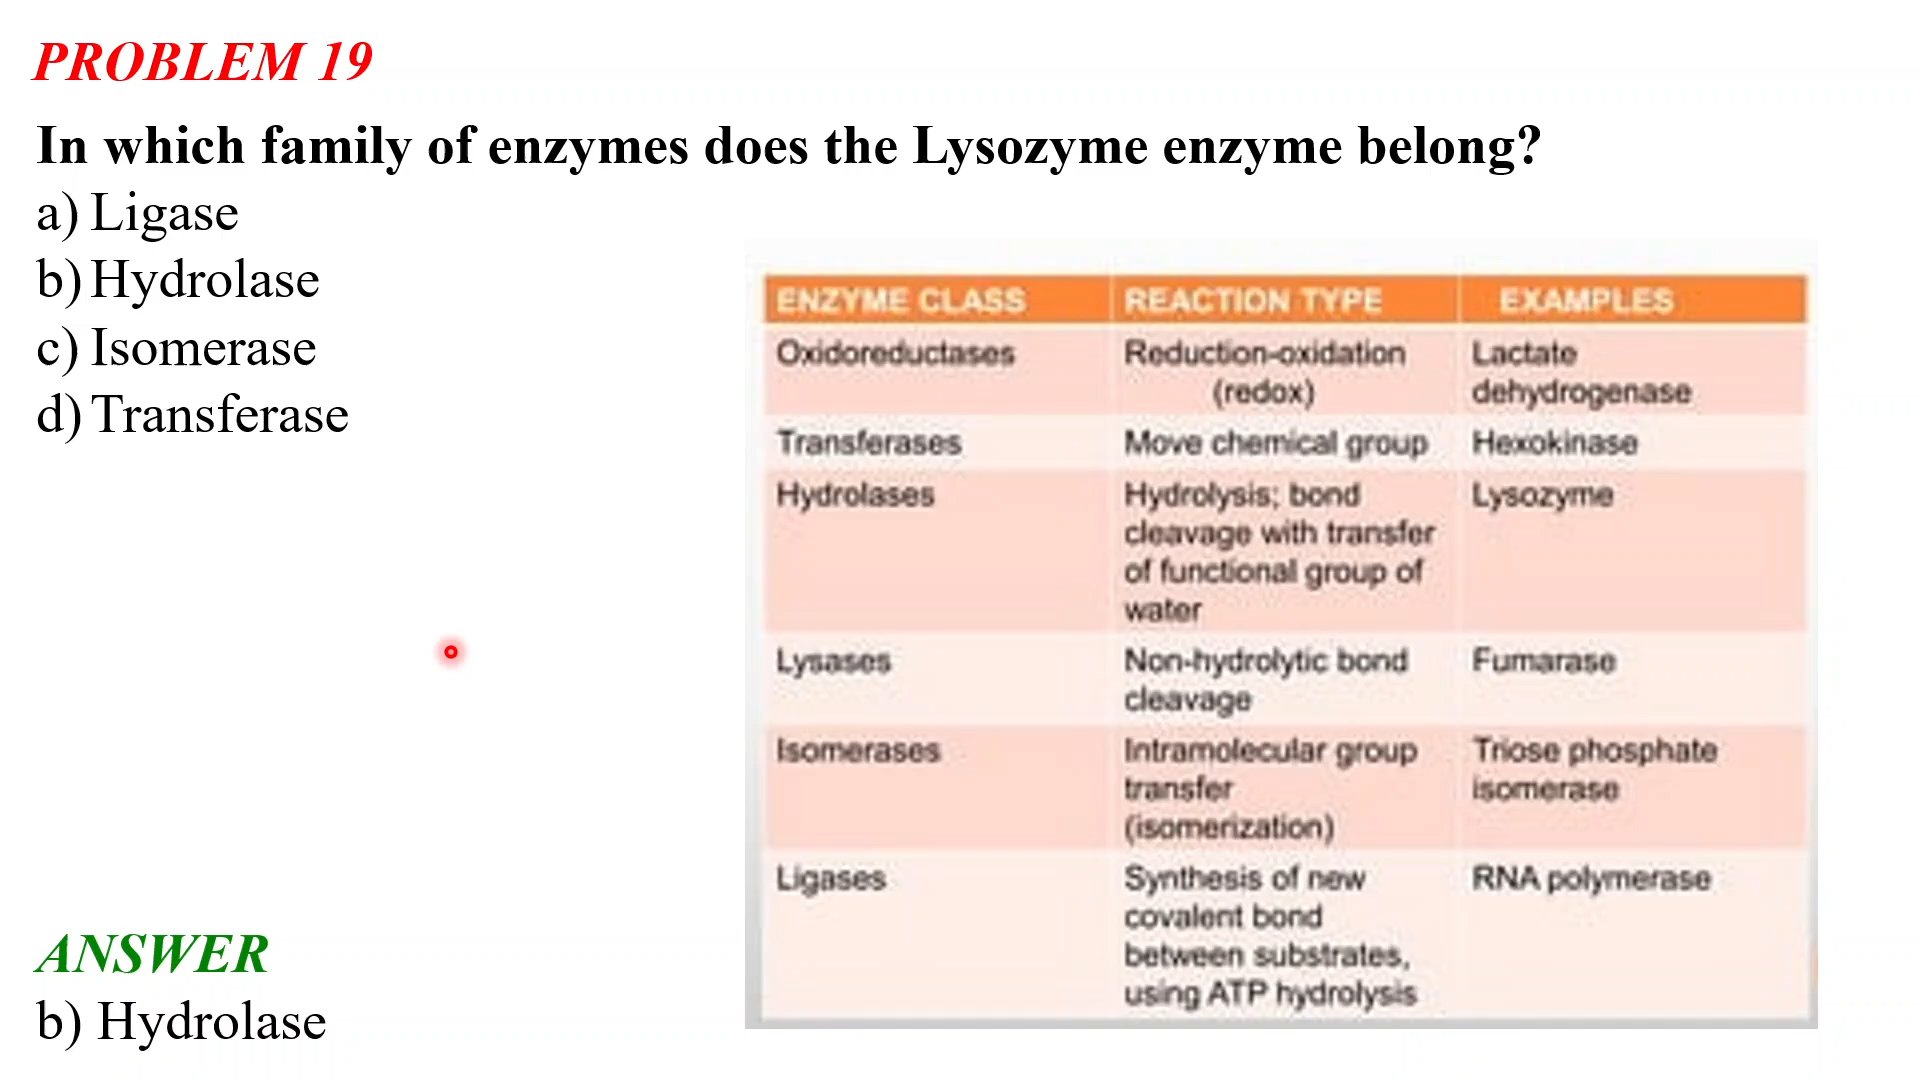 PROBLEM 19
In which family of enzymes does the Lysozyme enzyme belong?
a) Ligase
b) Hydrolase
c) Isomerase
d) Transferase
ENZYME CLASS REACTION TYPE EXAMPLES
Oxidoreductases Reduction-oxidation Lactate
(redox) dehydrogenase
Transferases Move chemical group Hexokinase
Hydrolases Hydrolysis; bond Lysozyme
cleavage with transfer
of functional group of
water
Lysases Non-hydrolytic bond Fumarase
cleavage
Isomerases Intramolecular group Triose phosphate
transfer isomerase
(isomerization)
Ligases Synthesis of new RNA polymerase
covalent bond
between substrates,
using ATP hydrolysis
ANSWER
b) Hydrolase